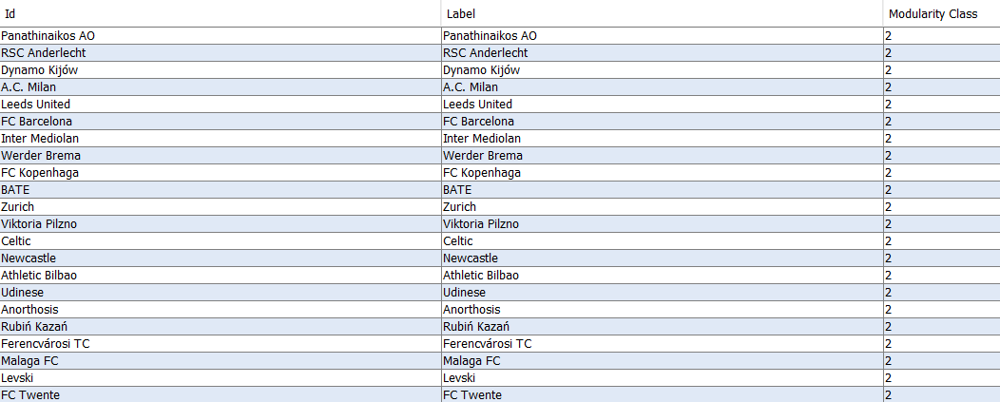 Id Label Modularity Class
Panathinaikos AO Panathinaikos AO 2
RSC Anderlecht RSC Anderlecht 2
Dynamo Kijów Dynamo Kijów 2
A.C. Milan A.C. Milan 2
Leeds United Leeds United 2
FC Barcelona FC Barcelona 2
Inter Mediolan Inter Mediolan 2
Werder Brema Werder Brema 2
FC Kopenhaga FC Kopenhaga 2
BATE BATE 2
Zurich Zurich 2
Viktoria Pilzno Viktoria Pilzno 2
Celtic Celtic 2
Newcastle Newcastle 2
Athletic Bilbao Athletic Bilbao 2
Udinese Udinese 2
Anorthosis Anorthosis 2
Rubiń Kazań Rubiń Kazań 2
Ferencvárosi TC Ferencvárosi TC 2
Malaga FC Malaga FC 2
Levski Levski 2
FC Twente FC Twente 2